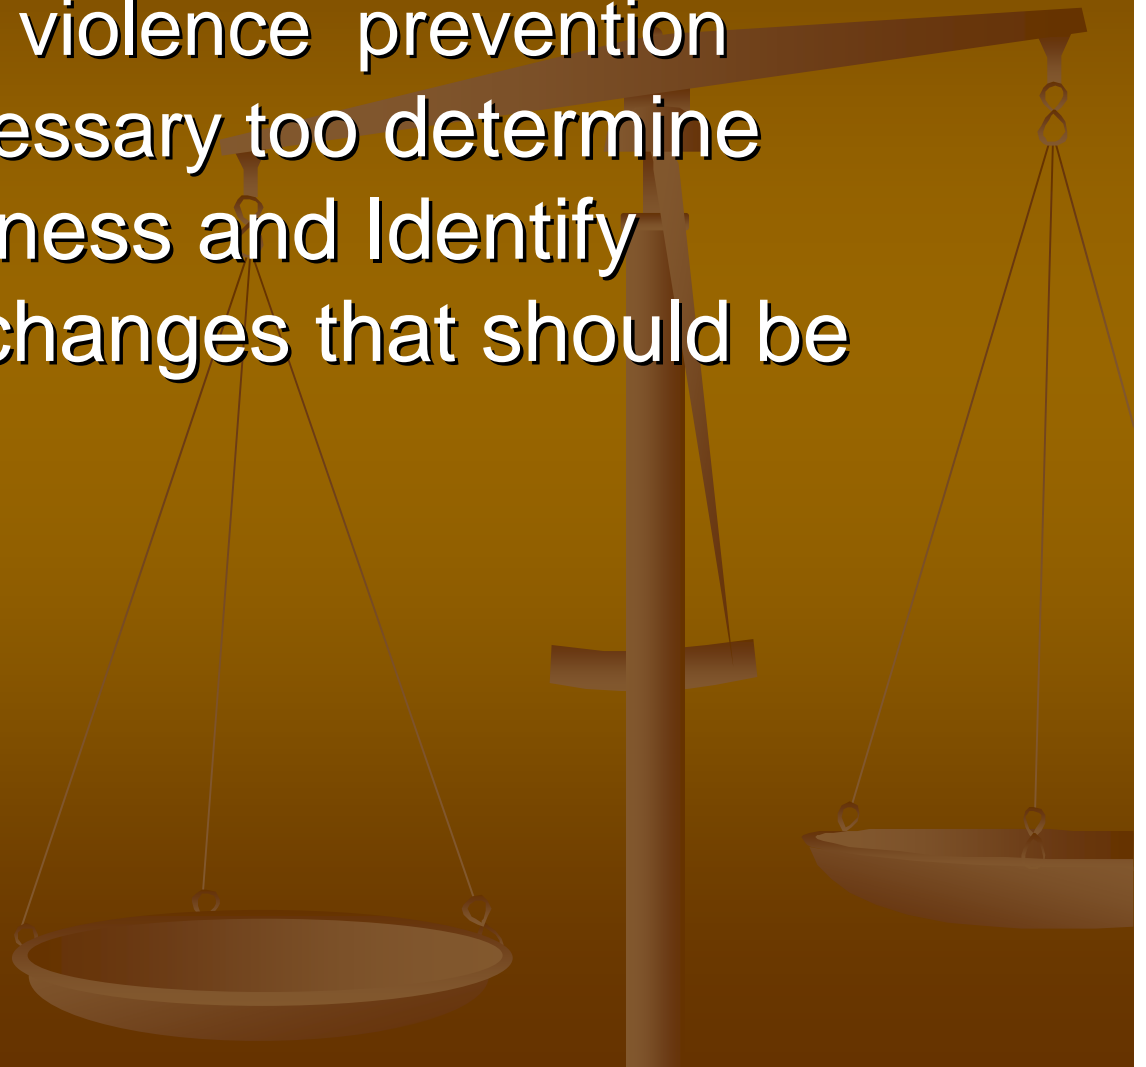 violence prevention
essary too determine
ness and Identify
changes that should be